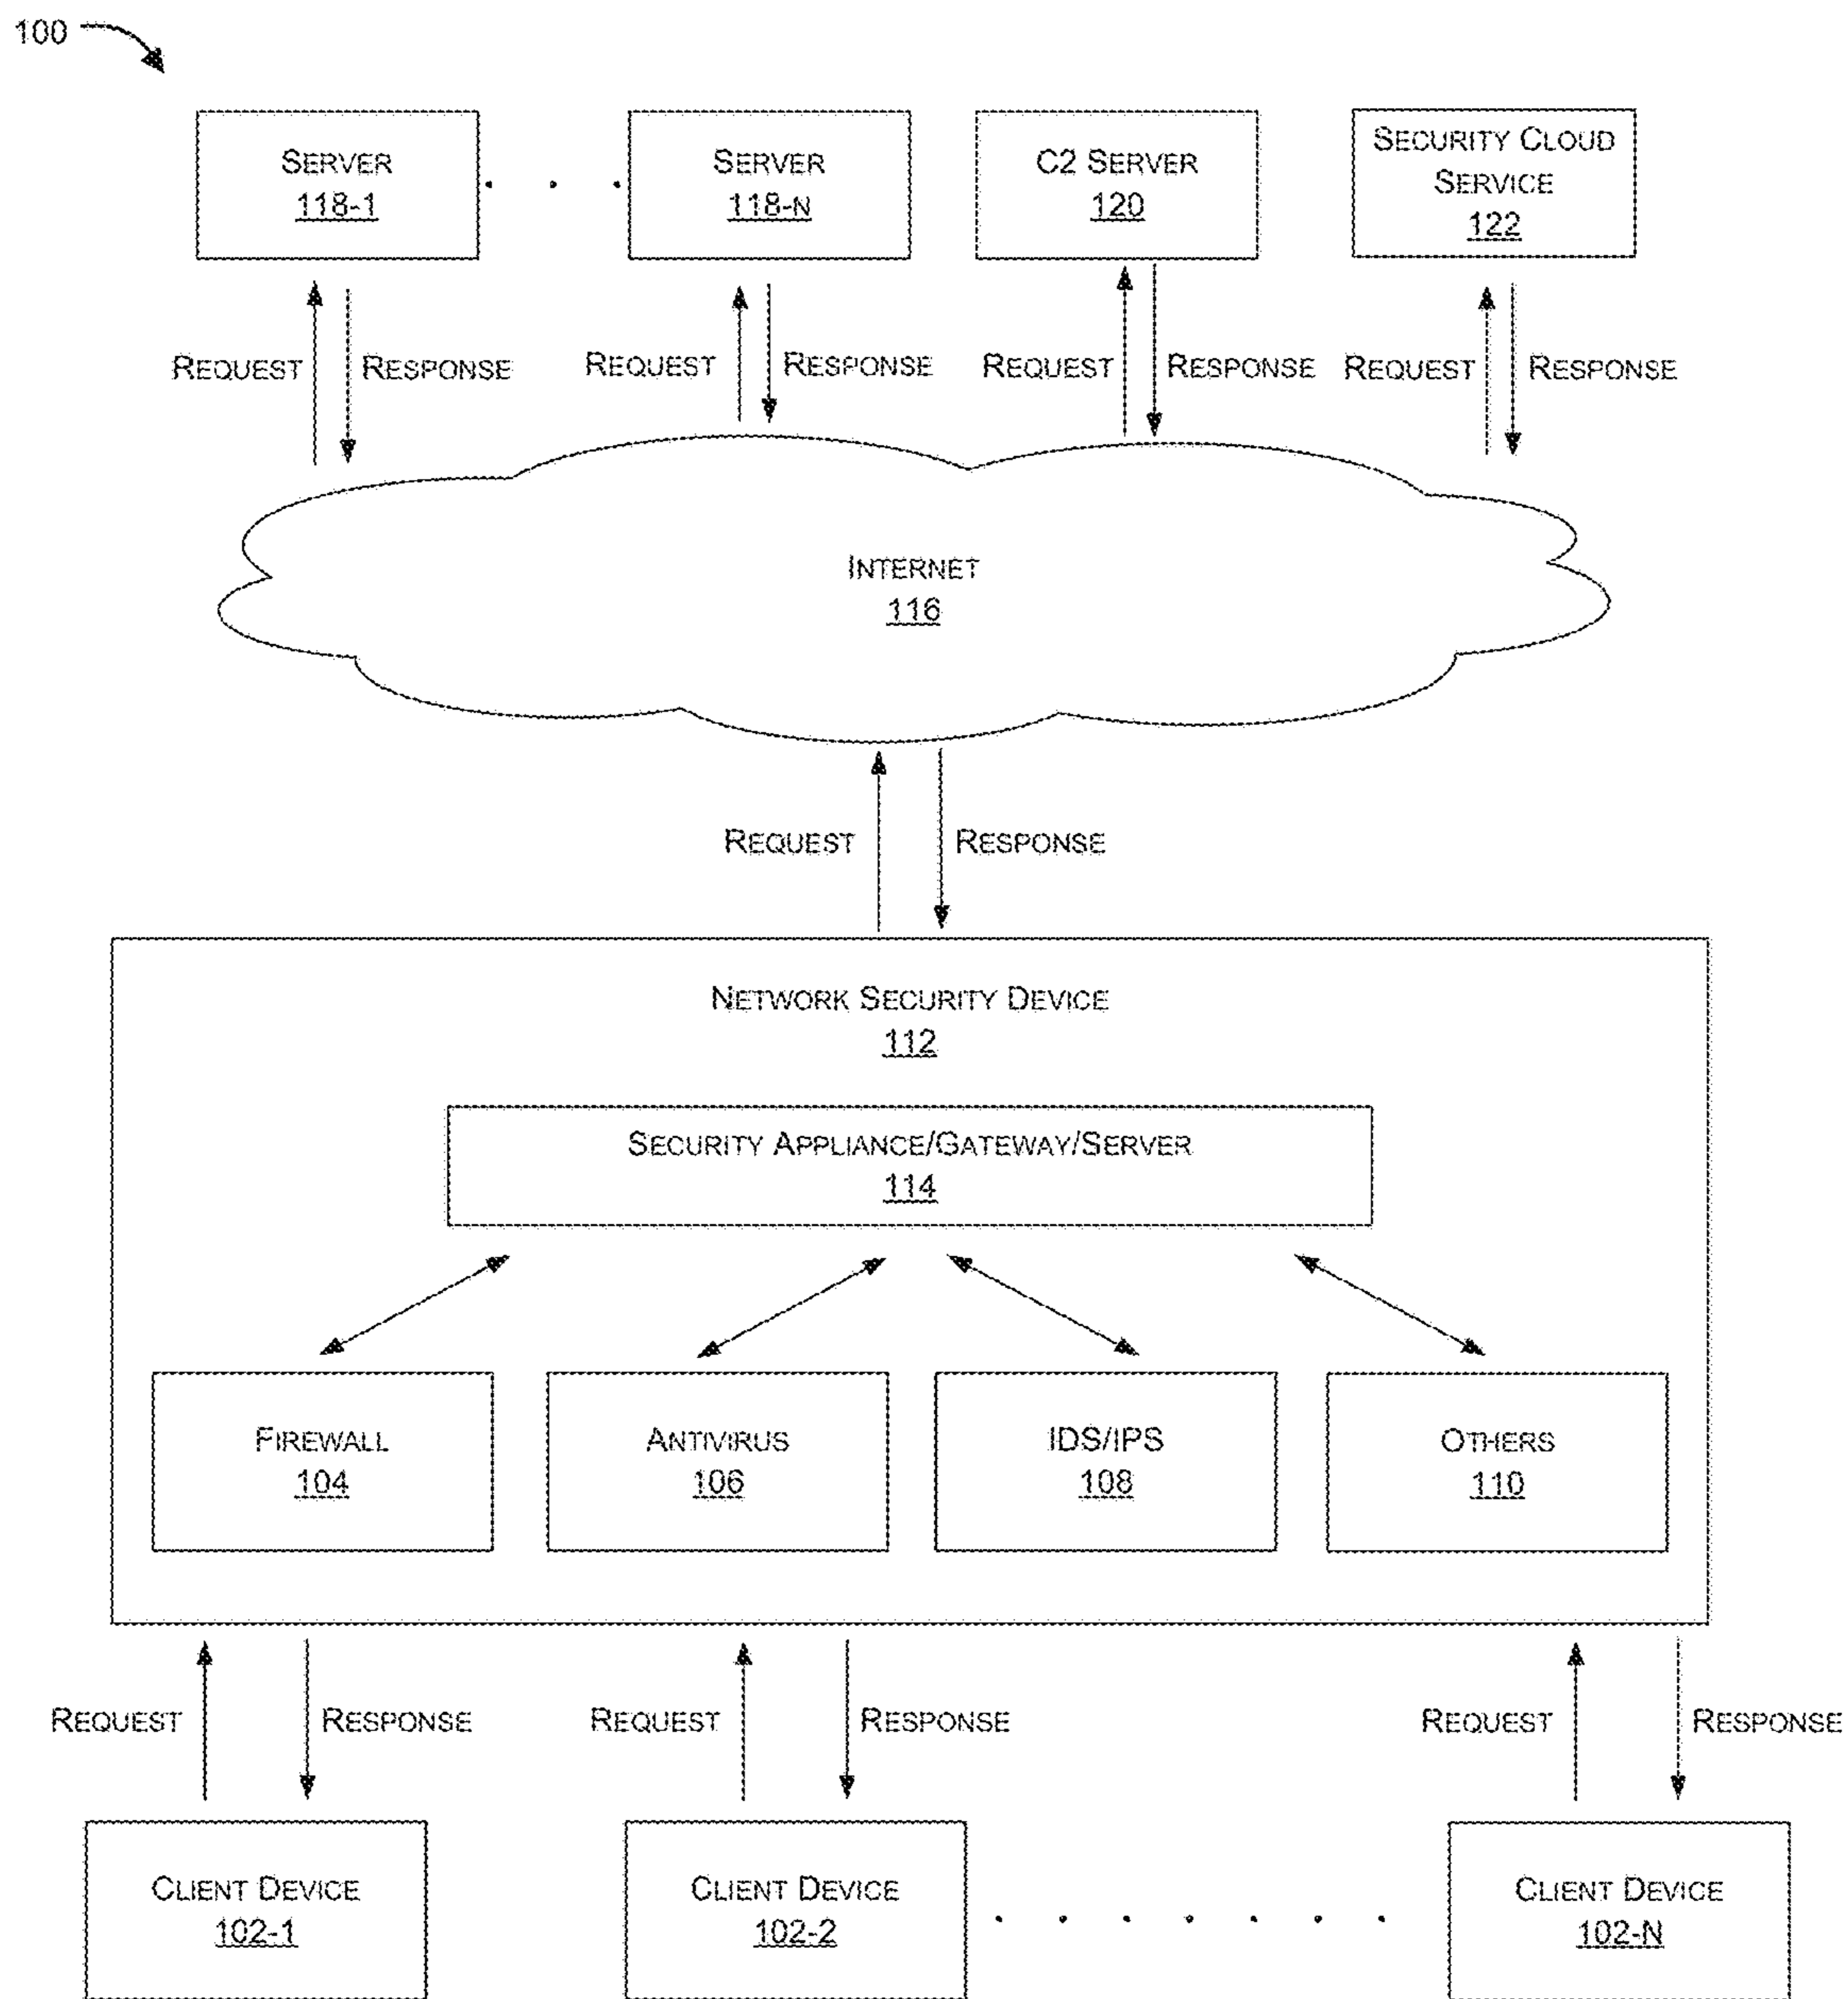 100
SERVER
118-1
SERVER
118-N
C2 SERVER
120
SECURITY CLOUD
SERVICE
122
REQUEST
RESPONSE
REQUEST
RESPONSE
REQUEST
RESPONSE
REQUEST
RESPONSE
INTERNET
116
REQUEST
RESPONSE
NETWORK SECURITY DEVICE
112
SECURITY APPLIANCE/GATEWAY/SERVER
114
FIREWALL
104
ANTIVIRUS
106
IDS/IPS
108
OTHERS
110
REQUEST
RESPONSE
REQUEST
RESPONSE
REQUEST
RESPONSE
CLIENT DEVICE
102-1
CLIENT DEVICE
102-2
CLIENT DEVICE
102-N